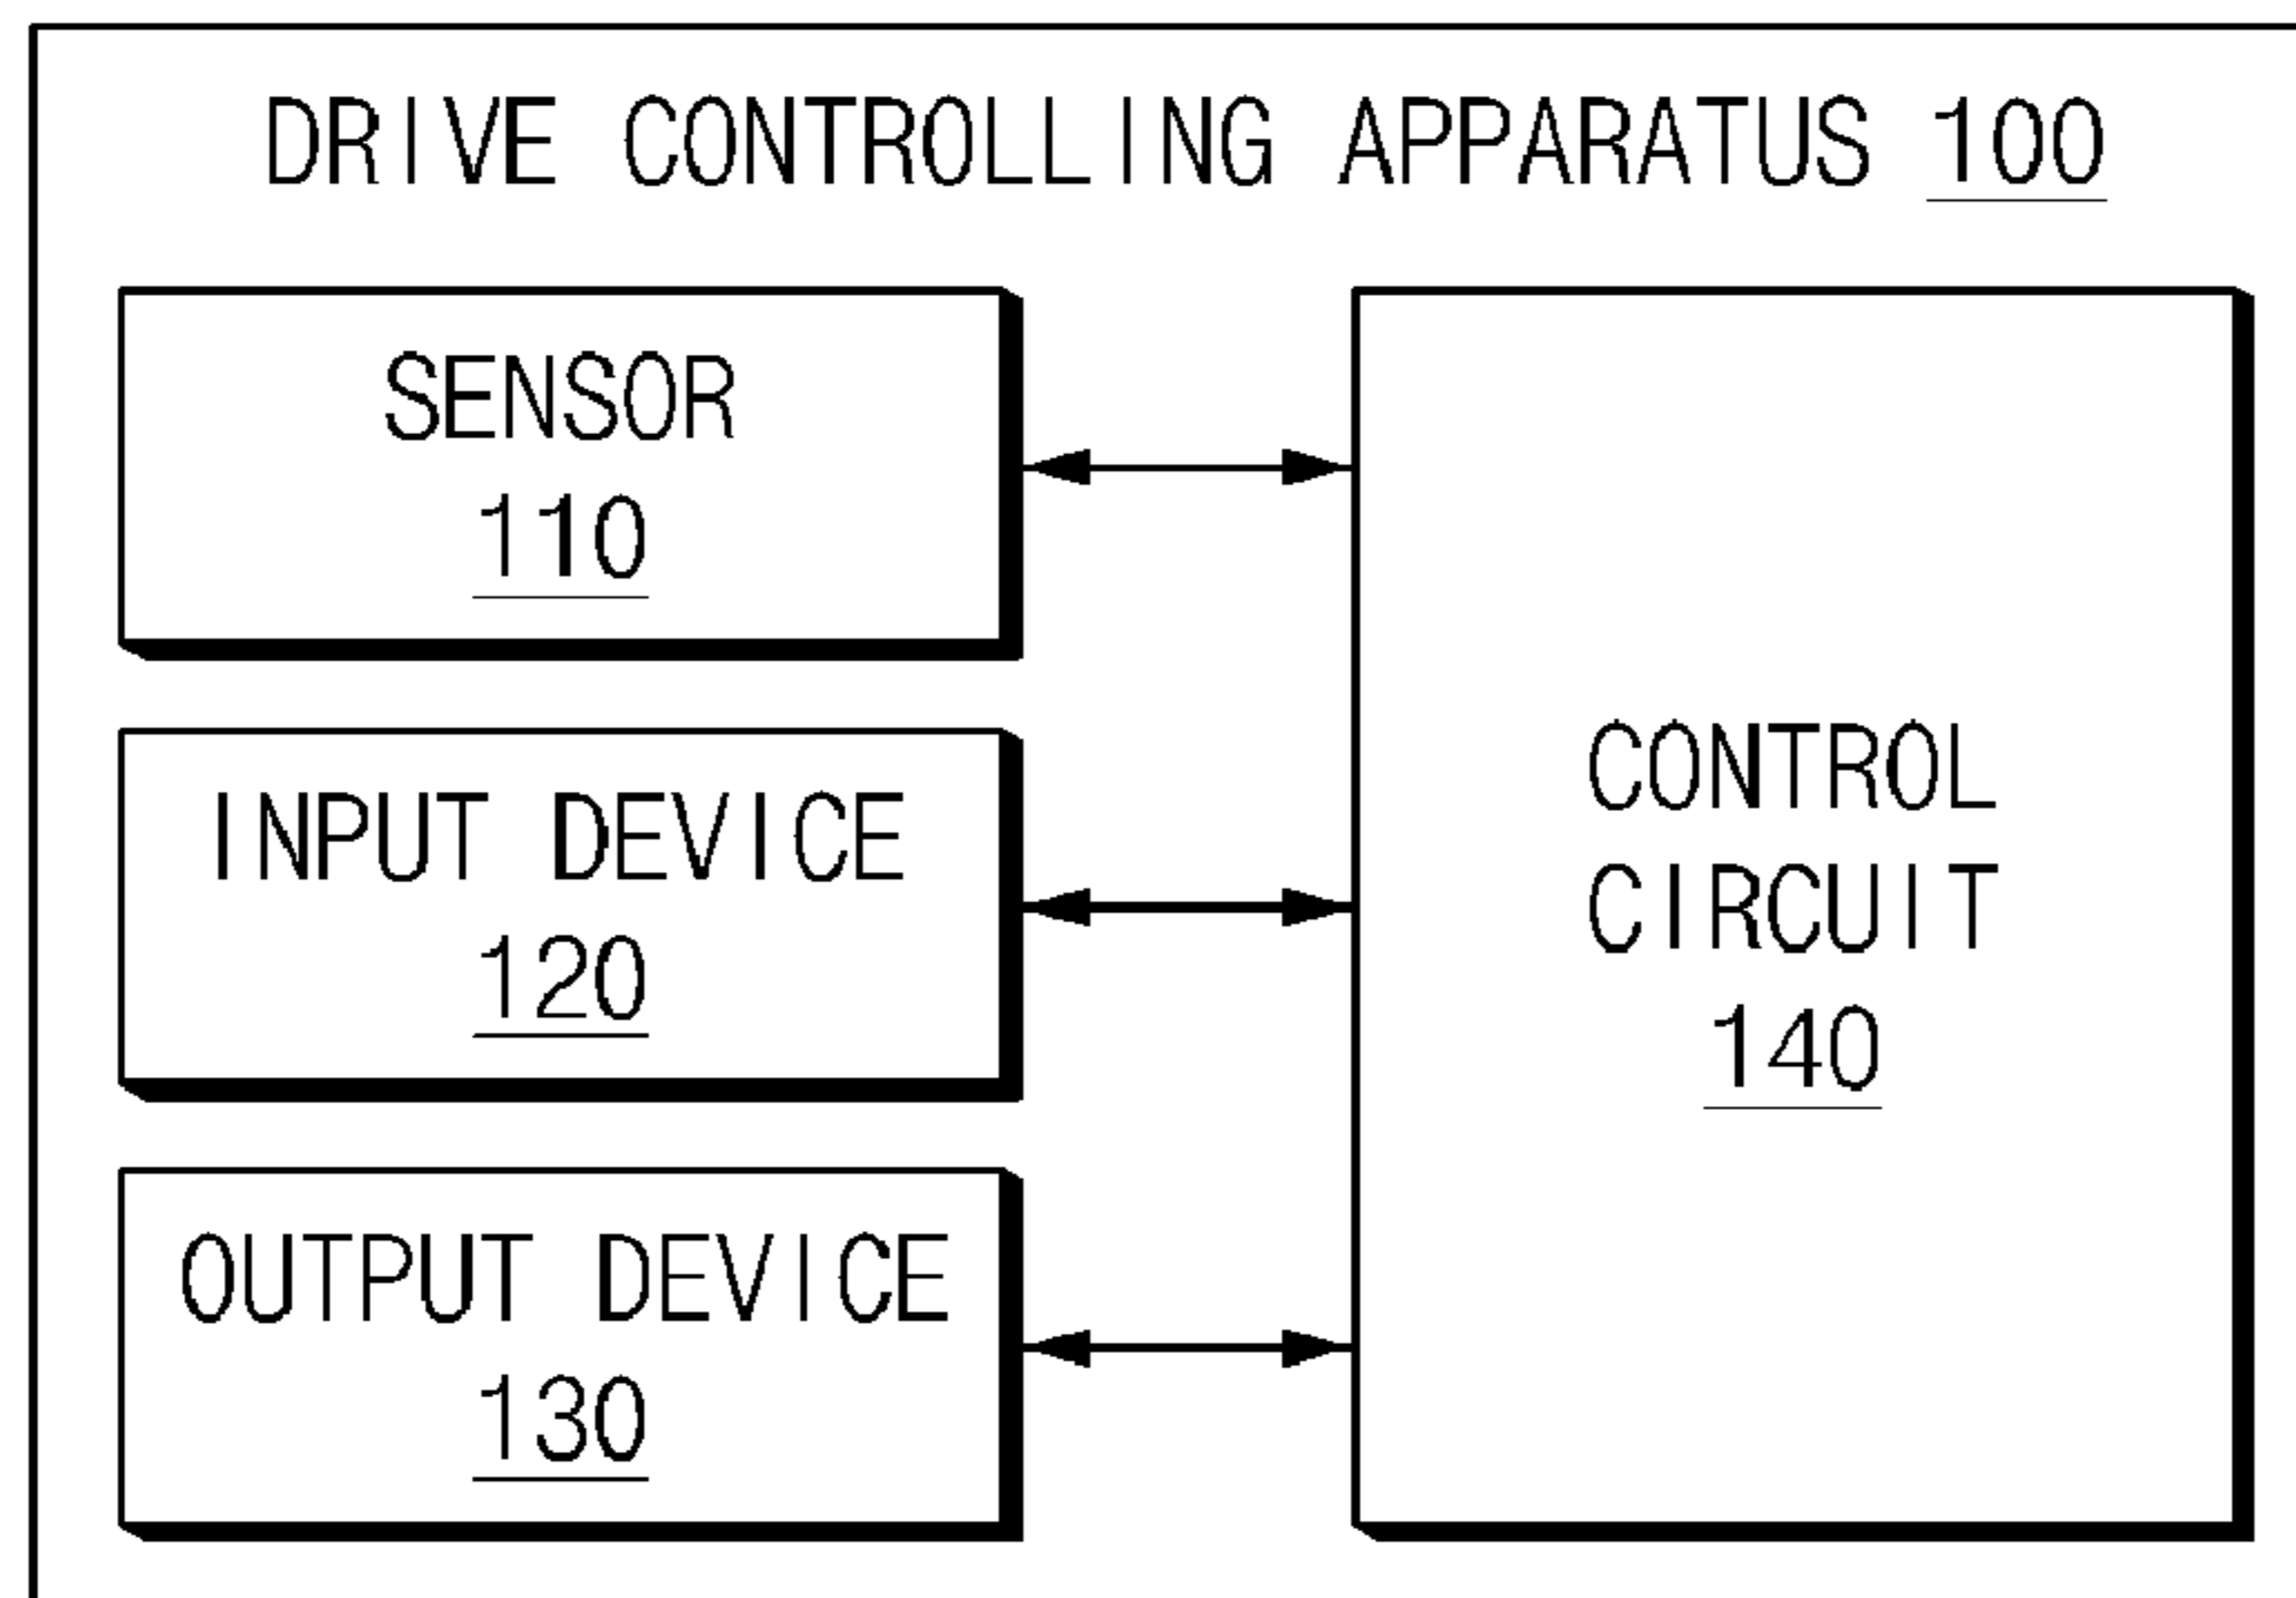 DRIVE CONTROLLING APPARATUS 100
SENSOR
110
INPUT DEVICE
120
OUTPUT DEVICE
130
CONTROL
CIRCUIT
140